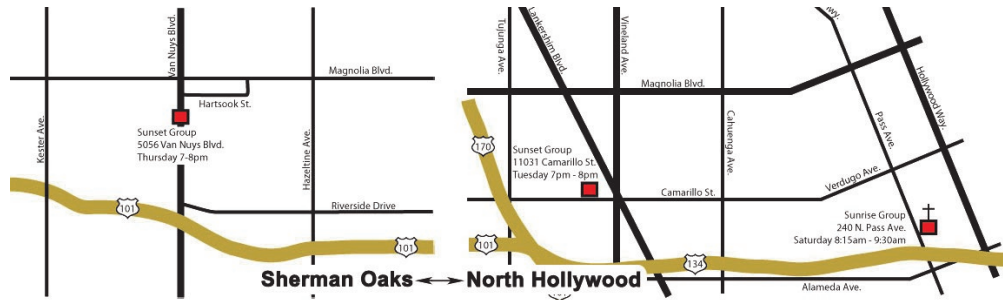 Kester Ave.
Van Nuys Blvd.
Magnolia Blvd.
Hartsook St.
Sunset Group
5056 Van Nuys Blvd.
Thursday 7-8pm
Hazeltine Ave.
101
Riverside Drive
101
Sherman Oaks
Tujunga Ave.
Lankershim Blvd.
Vineland Ave.
Magnolia Blvd.
170
Sunset Group
11031 Camarillo St.
Tuesday 7pm - 8pm
Camarillo St.
Cahuenga Ave.
wy.
Hollywood Way.
Pass Ave.
Verdugo Ave.
Sunrise Group
240 N. Pass Ave.
Saturday 8:15am - 9:30am
101
134
Alameda Ave.
North Hollywood